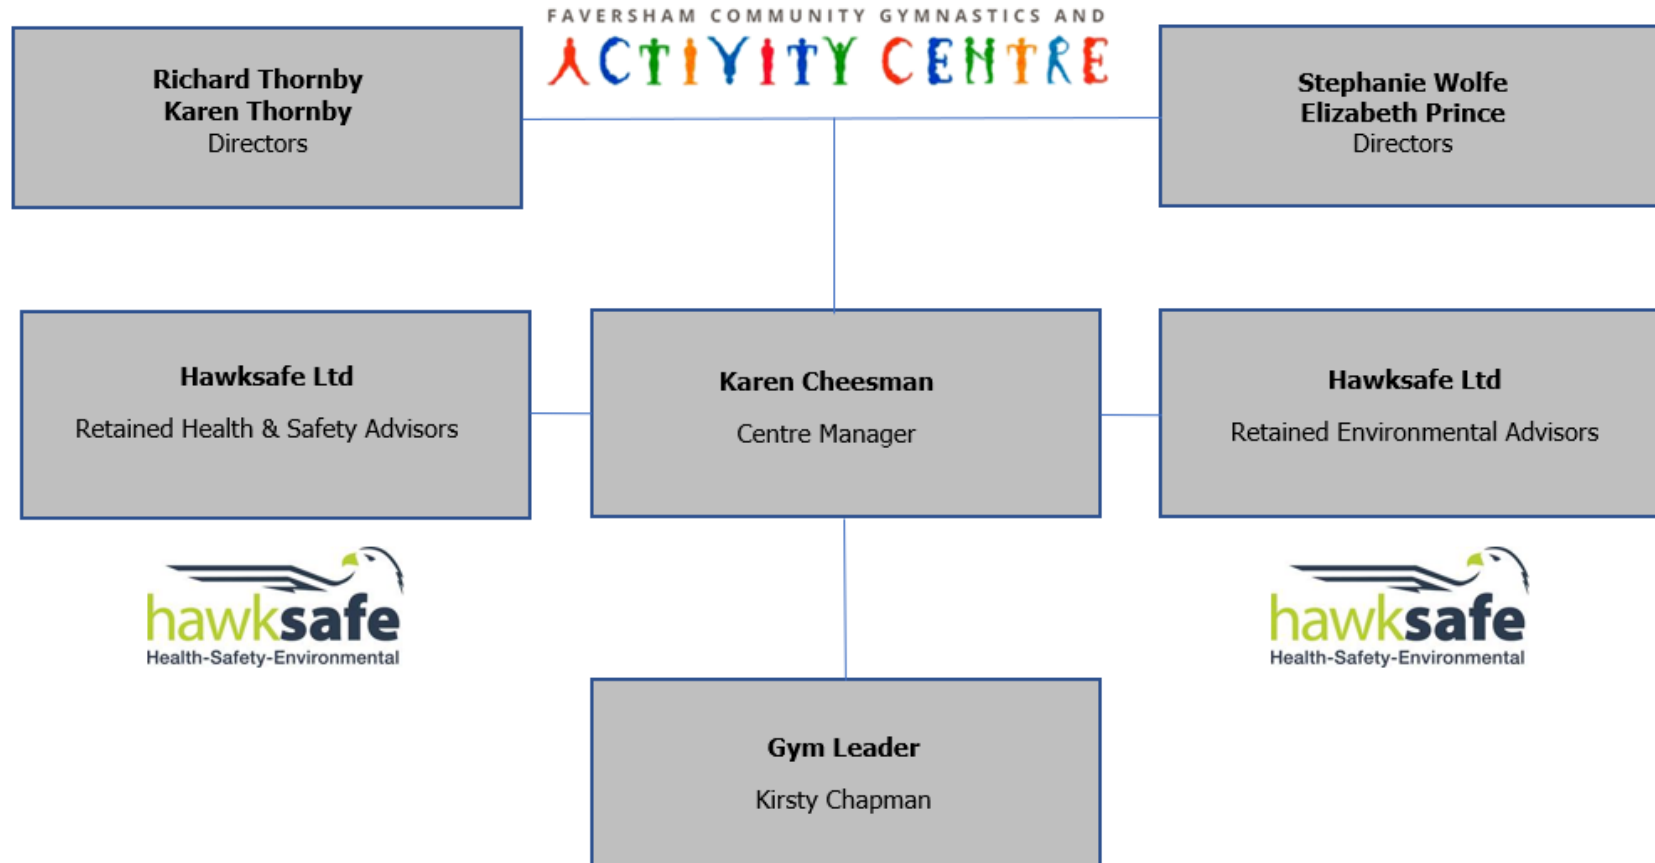 FAVERSHAM COMMUNITY GYMNASTICS AND
ACTIVITY CENTRE
Richard Thornby
Karen Thornby
Directors
Stephanie Wolfe
Elizabeth Prince
Directors
Hawksafe Ltd
Retained Health & Safety Advisors
Karen Cheesman
Centre Manager
Hawksafe Ltd
Retained Environmental Advisors
hawksafe
Health-Safety-Environmental
hawksafe
Health-Safety-Environmental
Gym Leader
Kirsty Chapman